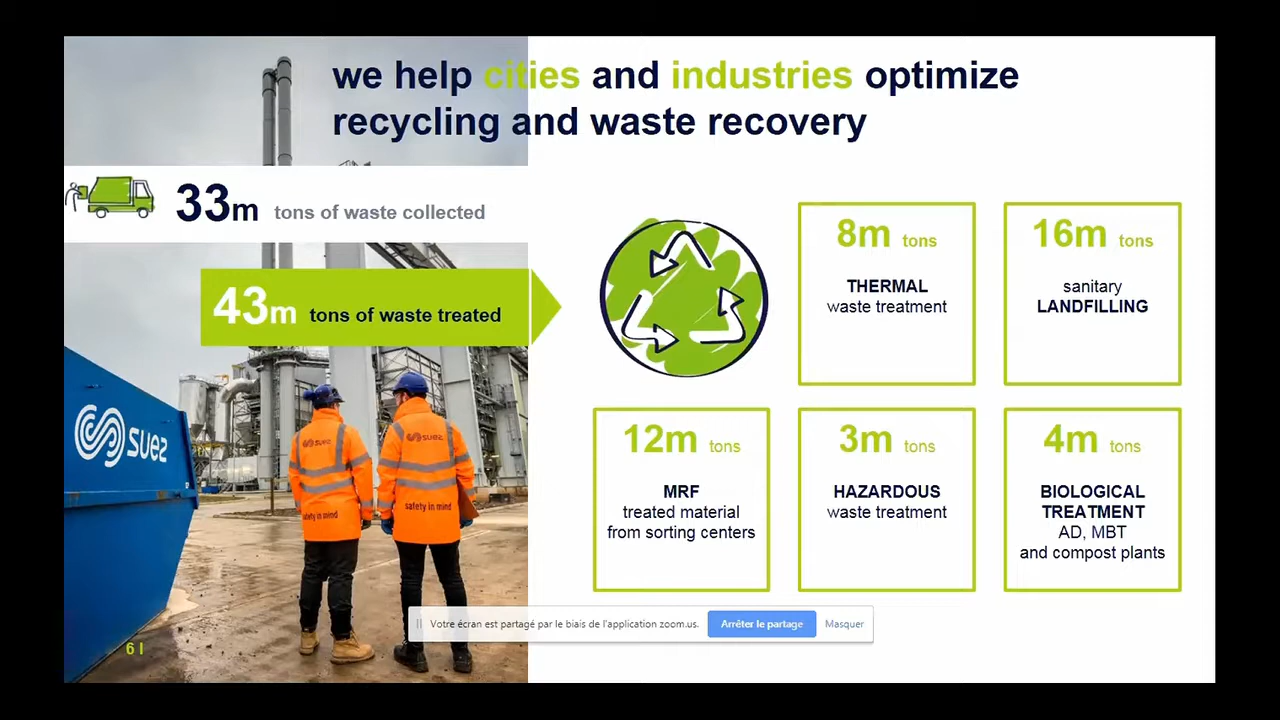 we help cities and industries optimize
recycling and waste recovery
33m tons of waste collected
43m tons of waste treated
8m tons
THERMAL
waste treatment
16m tons
sanitary
LANDFILLING
12m tons
MRF
treated material
from sorting centers
3m tons
HAZARDOUS
waste treatment
4m tons
BIOLOGICAL
TREATMENT
AD, MBT
and compost plants
suez
suez
safety in mind
suez
safety in mind
Votre écran est partagé par le biais de l'application zoom.us. Arrêter le partage Masquer
6 I